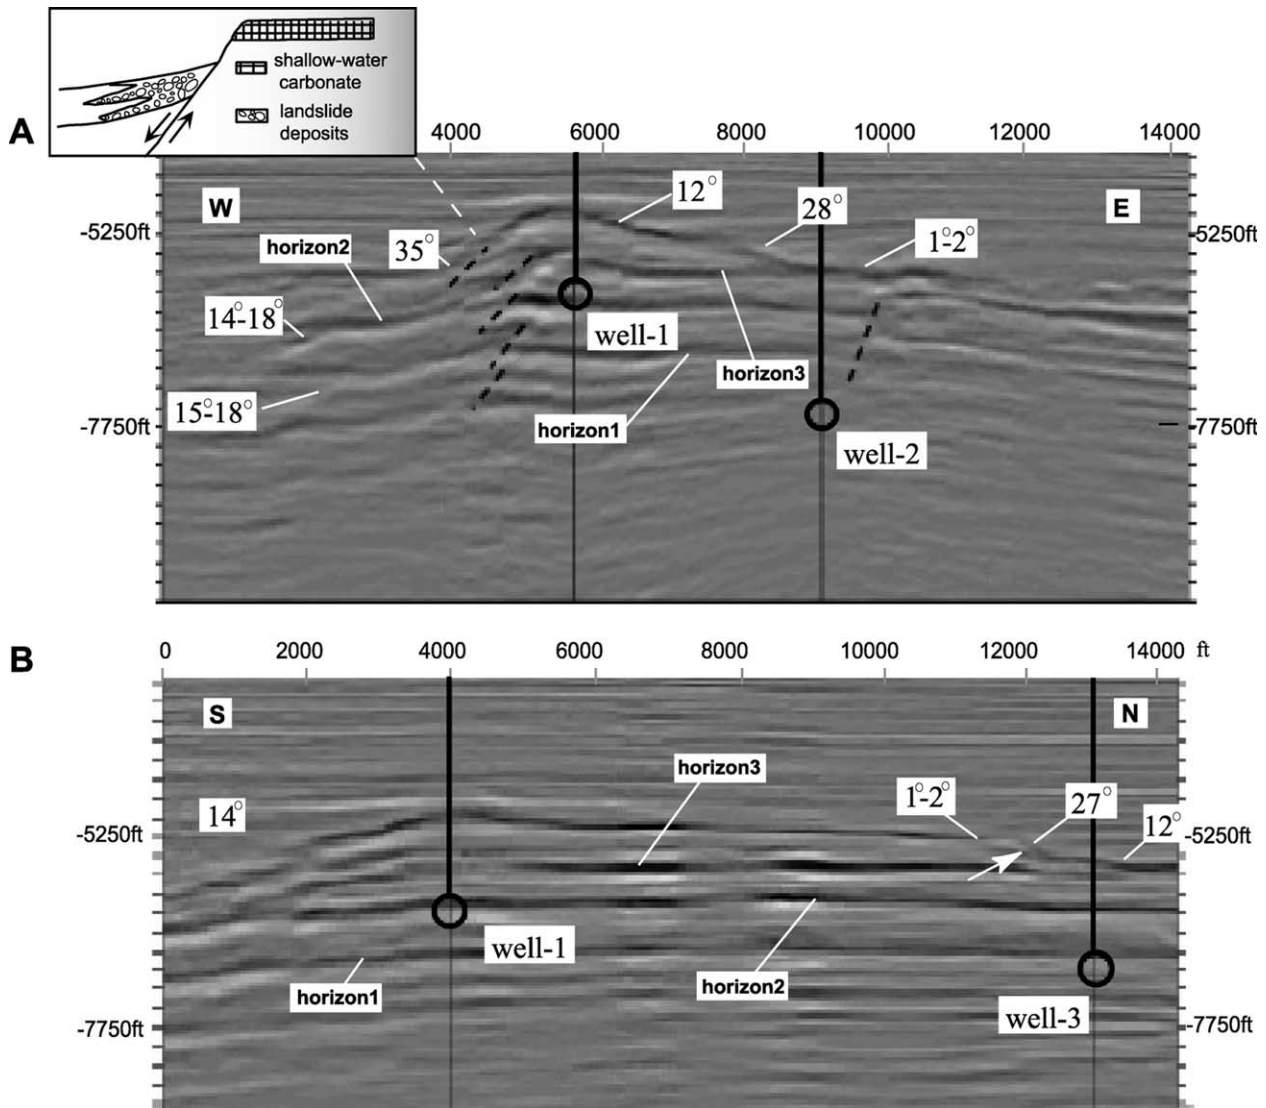 shallow-water
carbonate
landslide
deposits
A
4000 6000 8000 10000 12000 14000
W
12°
28°
1°-2°
E
-5250ft
-5250ft
horizon2
35°
14°-18°
well-1
horizon3
15°-18°
horizon1
-7750ft
-7750ft
well-2
B
0 2000 4000 6000 8000 10000 12000 14000 ft
S
N
horizon3
1°-2°
27°
14°
12°
-5250ft
-5250ft
well-1
horizon1
horizon2
well-3
-7750ft
-7750ft